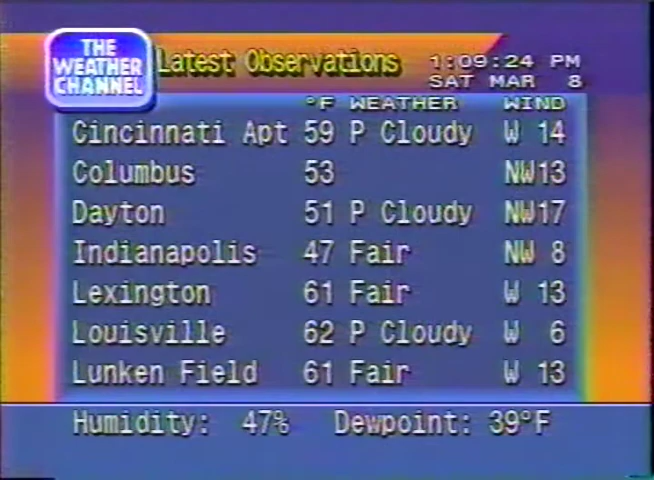 THE
WEATHER
CHANNEL
Latest Observations 1:09:24 PM
SAT MAR 8
°F WEATHER WIND
Cincinnati Apt 59 P Cloudy W 14
Columbus 53 NW13
Dayton 51 P Cloudy NW17
Indianapolis 47 Fair NW 8
Lexington 61 Fair W 13
Louisville 62 P Cloudy W 6
Lunken Field 61 Fair W 13
Humidity: 47% Dewpoint: 39°F